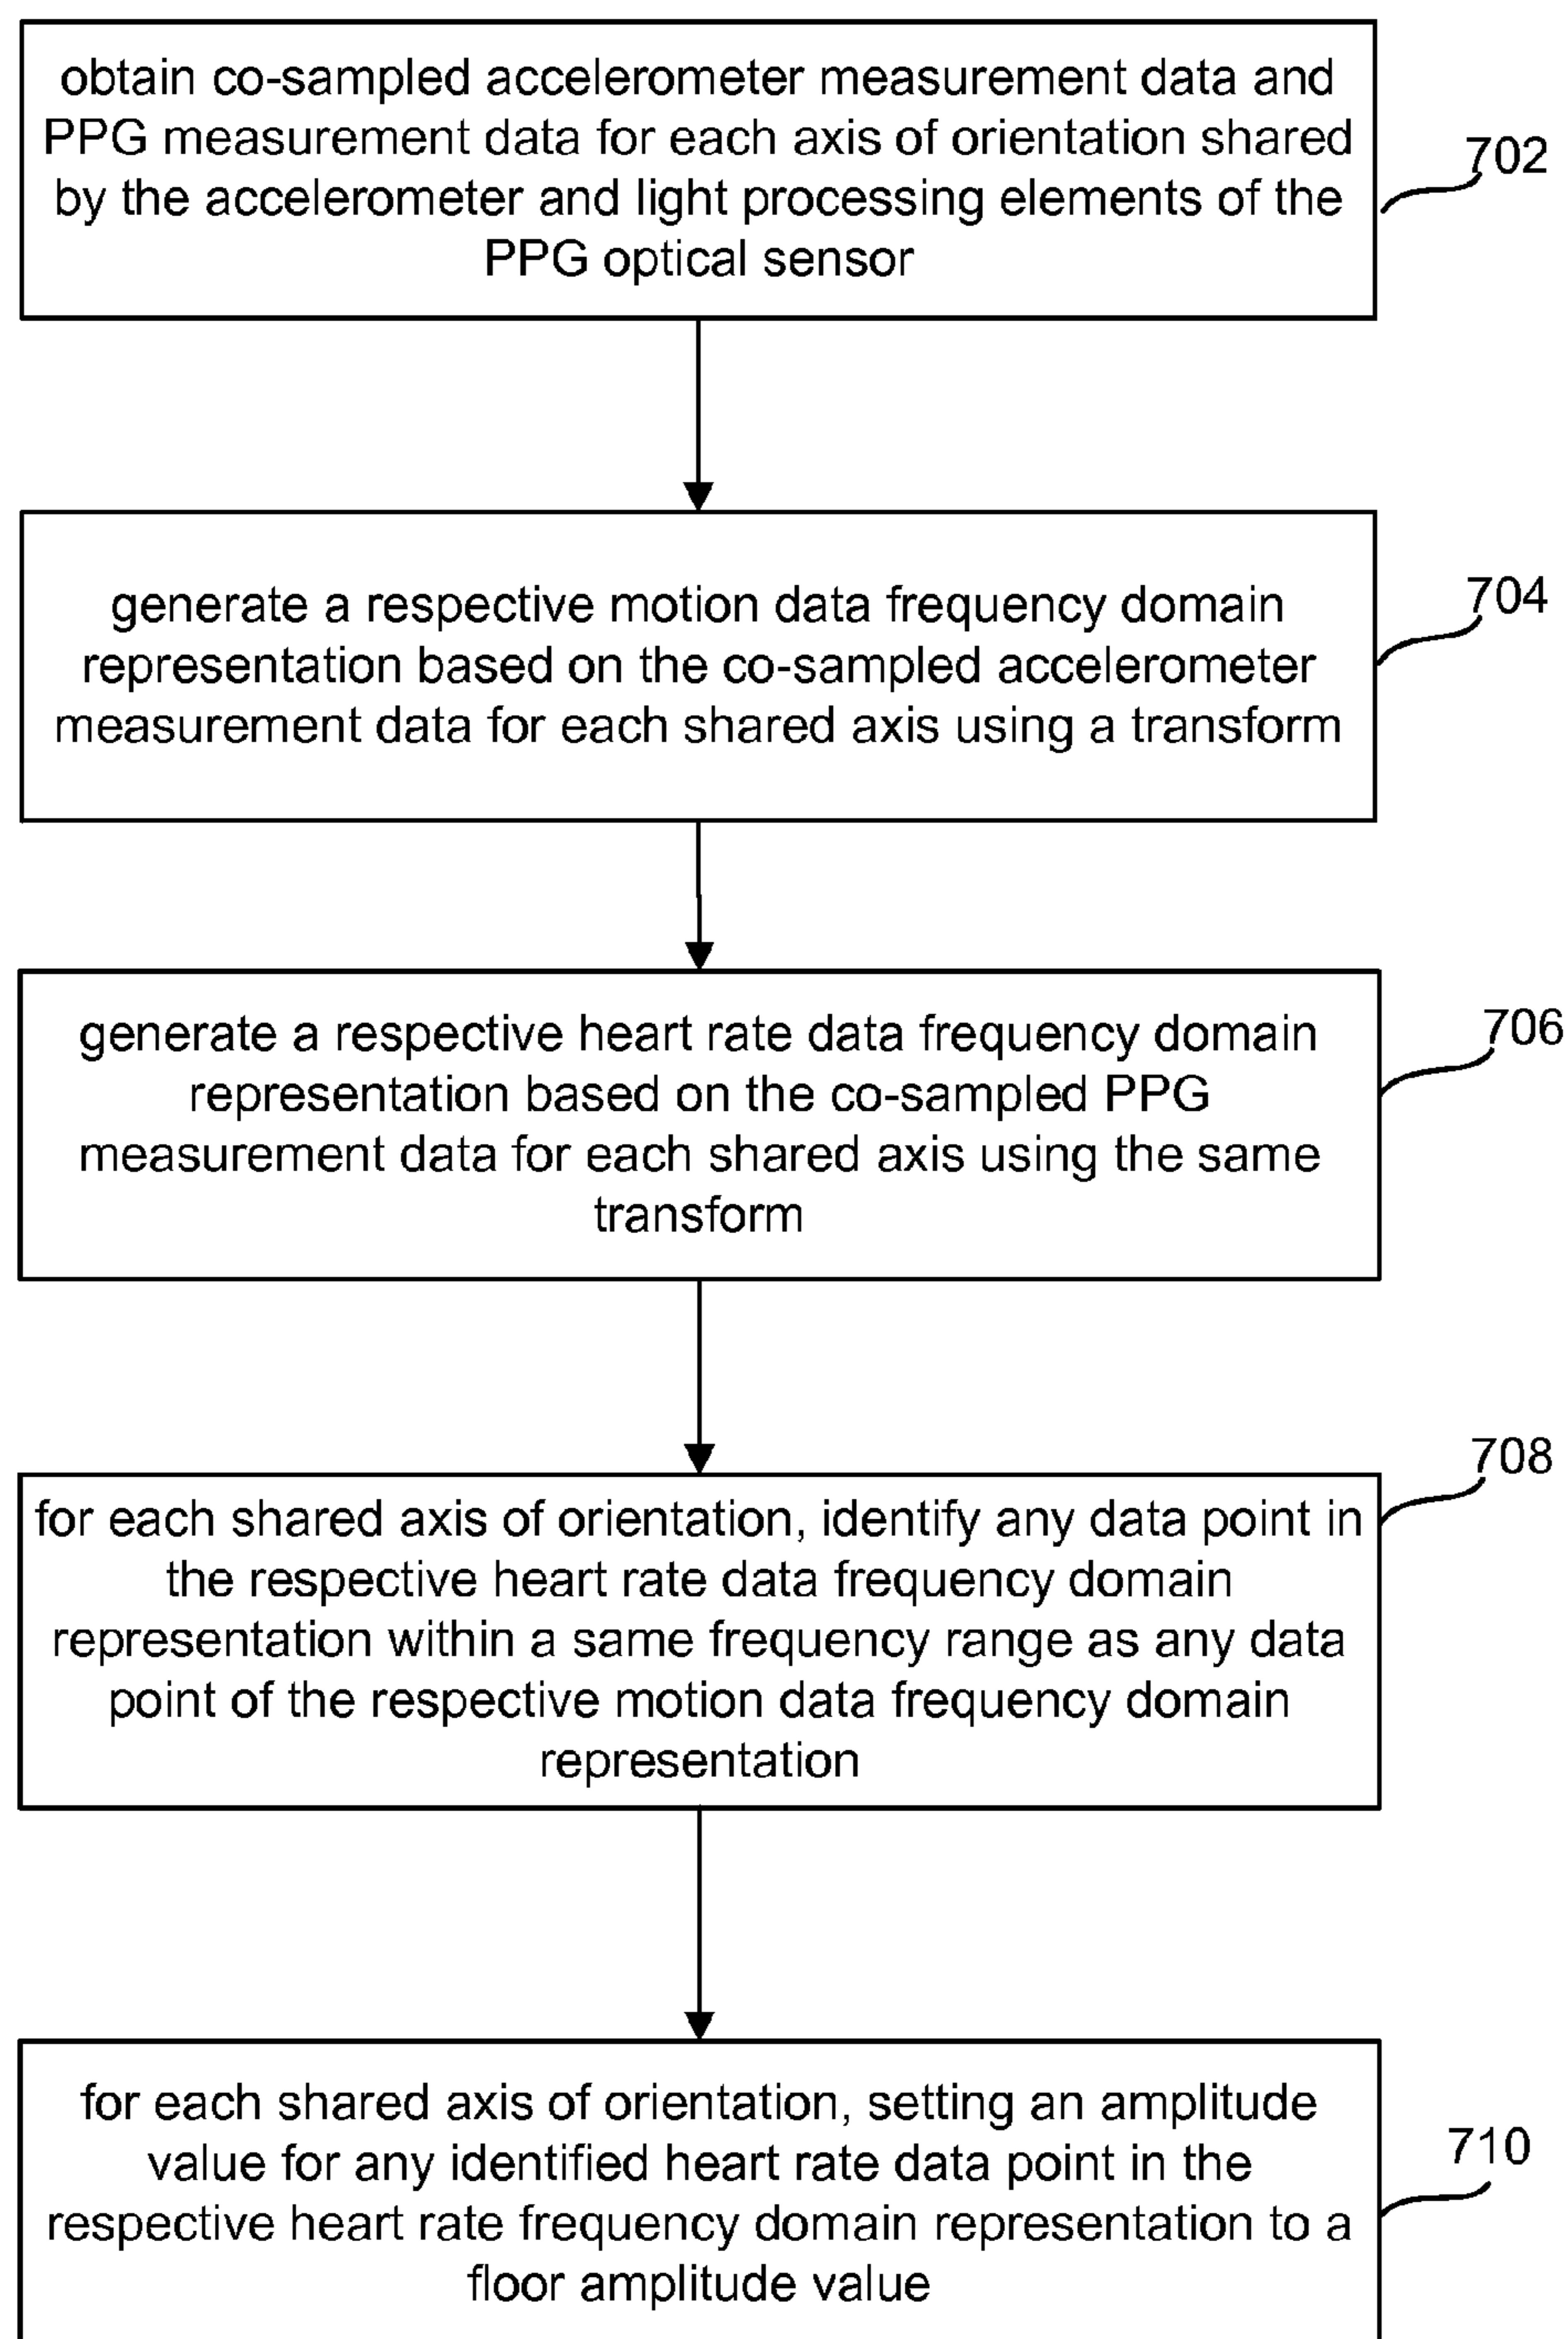 obtain co-sampled accelerometer measurement data and
PPG measurement data for each axis of orientation shared
by the accelerometer and light processing elements of the
PPG optical sensor
702
generate a respective motion data frequency domain
representation based on the co-sampled accelerometer
measurement data for each shared axis using a transform
704
generate a respective heart rate data frequency domain
representation based on the co-sampled PPG
measurement data for each shared axis using the same
transform
706
for each shared axis of orientation, identify any data point in
the respective heart rate data frequency domain
representation within a same frequency range as any data
point of the respective motion data frequency domain
representation
708
for each shared axis of orientation, setting an amplitude
value for any identified heart rate data point in the
respective heart rate frequency domain representation to a
floor amplitude value
710